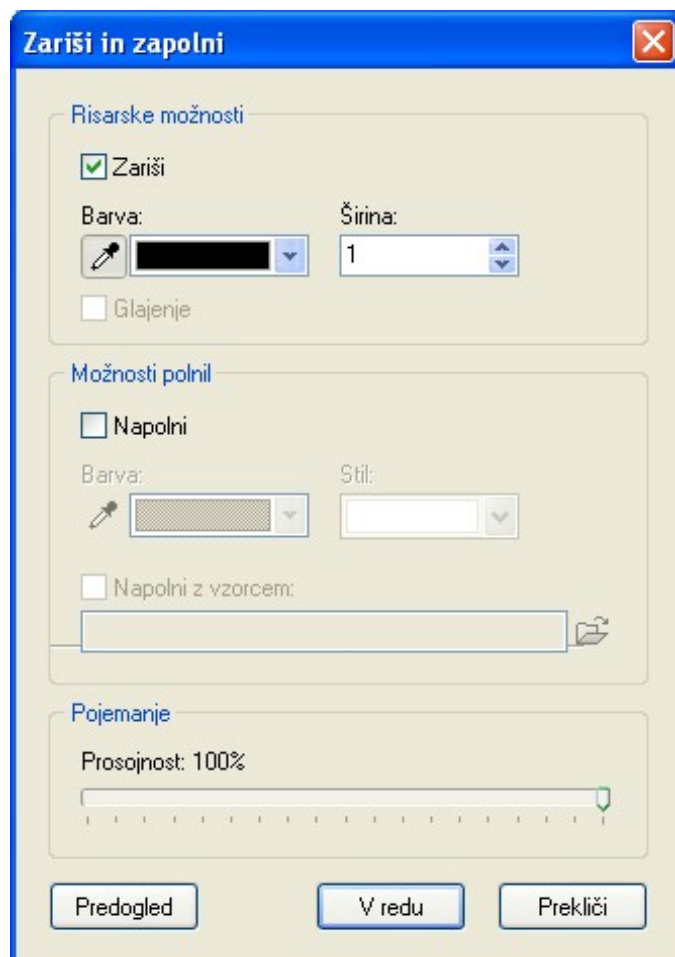 Zariši in zapolni
Risarske možnosti
Zariši
Barva: Širina:
1
Glajenje
Možnosti polnil
Napolni
Barva: Stil:
Napolni z vzorcem:
Pojemanje
Prosojnost: 100%
Predogled V redu Prekliči